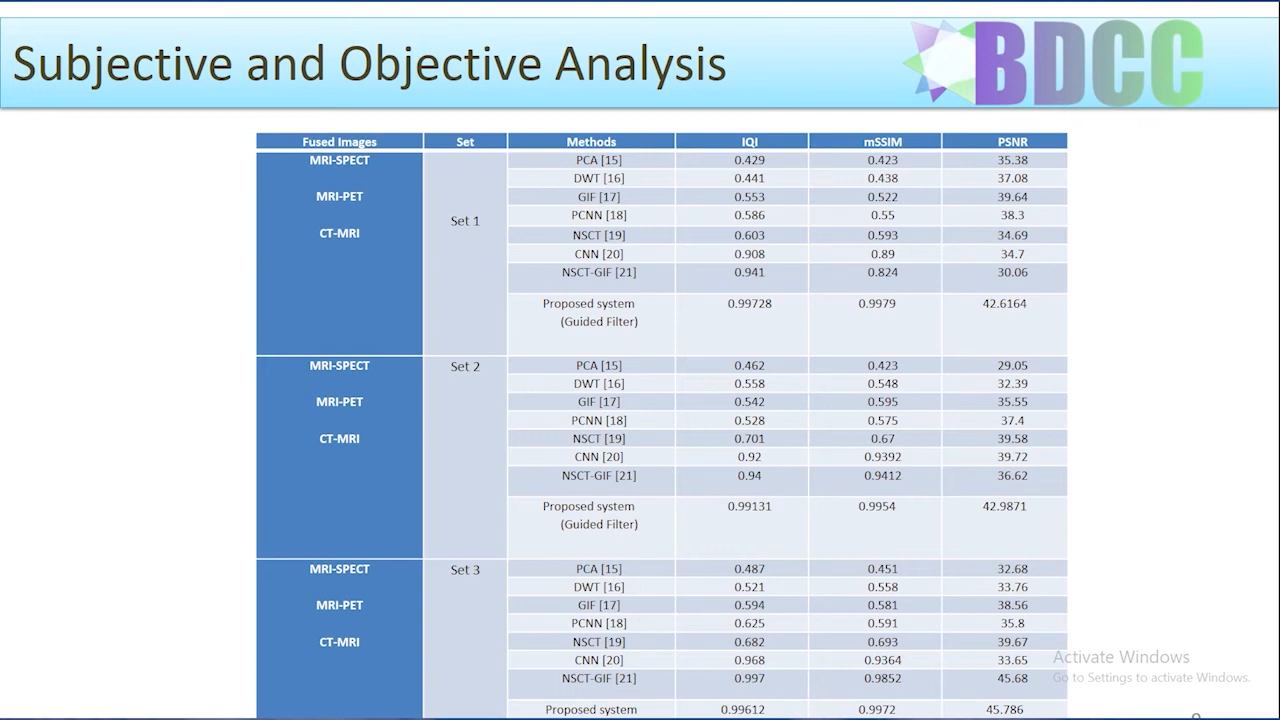 Subjective and Objective Analysis
BDCC
Fused Images Set Methods IQI mSSIM PSNR
MRI-SPECT PCA [15] 0.429 0.423 35.38
DWT [16] 0.441 0.438 37.08
MRI-PET GIF [17] 0.553 0.522 39.64
Set 1 PCNN [18] 0.586 0.55 38.3
CT-MRI NSCT [19] 0.603 0.593 34.69
CNN [20] 0.908 0.89 34.7
NSCT-GIF [21] 0.941 0.824 30.06
Proposed system 0.99728 0.9979 42.6164
(Guided Filter)
MRI-SPECT Set 2 PCA [15] 0.462 0.423 29.05
DWT [16] 0.558 0.548 32.39
MRI-PET GIF [17] 0.542 0.595 35.55
PCNN [18] 0.528 0.575 37.4
CT-MRI NSCT [19] 0.701 0.67 39.58
CNN [20] 0.92 0.9392 39.72
NSCT-GIF [21] 0.94 0.9412 36.62
Proposed system 0.99131 0.9954 42.9871
(Guided Filter)
MRI-SPECT Set 3 PCA [15] 0.487 0.451 32.68
DWT [16] 0.521 0.558 33.76
MRI-PET GIF [17] 0.594 0.581 38.56
PCNN [18] 0.625 0.591 35.8
CT-MRI NSCT [19] 0.682 0.693 39.67
CNN [20] 0.968 0.9364 33.65
NSCT-GIF [21] 0.997 0.9852 45.68
Proposed system 0.99612 0.9972 45.786
Activate Windows
Go to Settings to activate Windows.